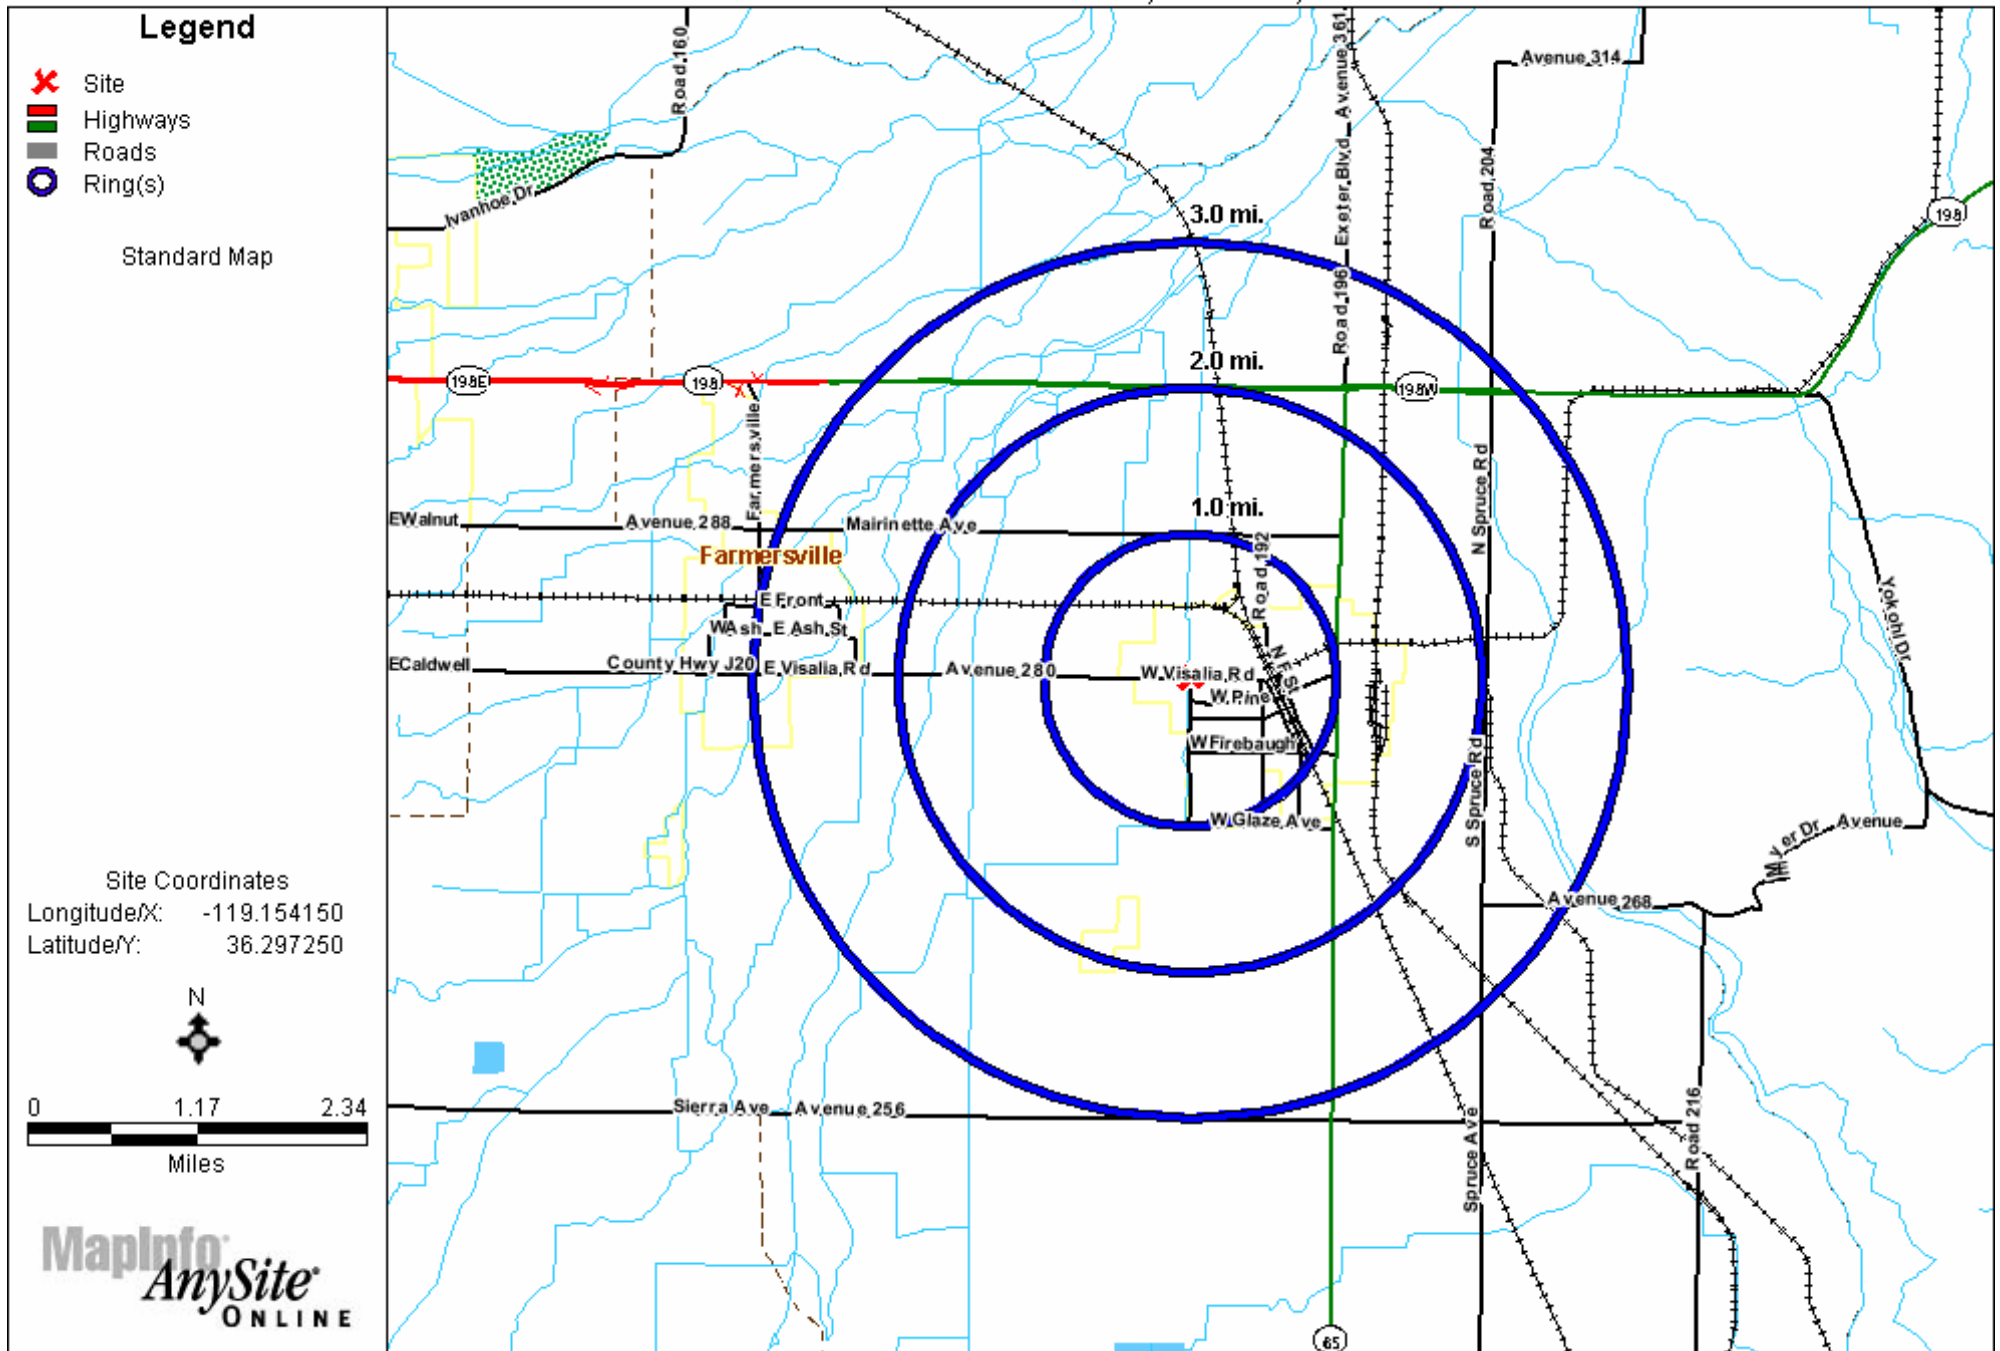 Legend
Site
Highways
Roads
Ring(s)
Standard Map
Site Coordinates
Longitude/X: -119.154150
Latitude/Y: 36.297250
N
0 1.17 2.34
Miles
MapInfo
AnySite
ONLINE
Road 160
Avenue 361
Avenue 314
Exeter Blvd
Road 204
Ivanhoe Dr
198
3.0 mi.
Road 196
2.0 mi.
198E
198
198W
Farmersville
N Spruce Rd
1.0 mi.
E Walnut
Avenue 288
Mairinette Ave
Farmersville
Road 192
E Front
W Ash
E Ash St
Yokohl Dr
E Caldwell
County Hwy J20
E Visalia Rd
Avenue 280
W Visalia Rd
N F St
W Pine
W Firebaugh
S Spruce Rd
W Glaze Ave
Myer Dr
Avenue
Avenue 268
Sierra Ave
Avenue 256
Spruce Ave
Road 216
65